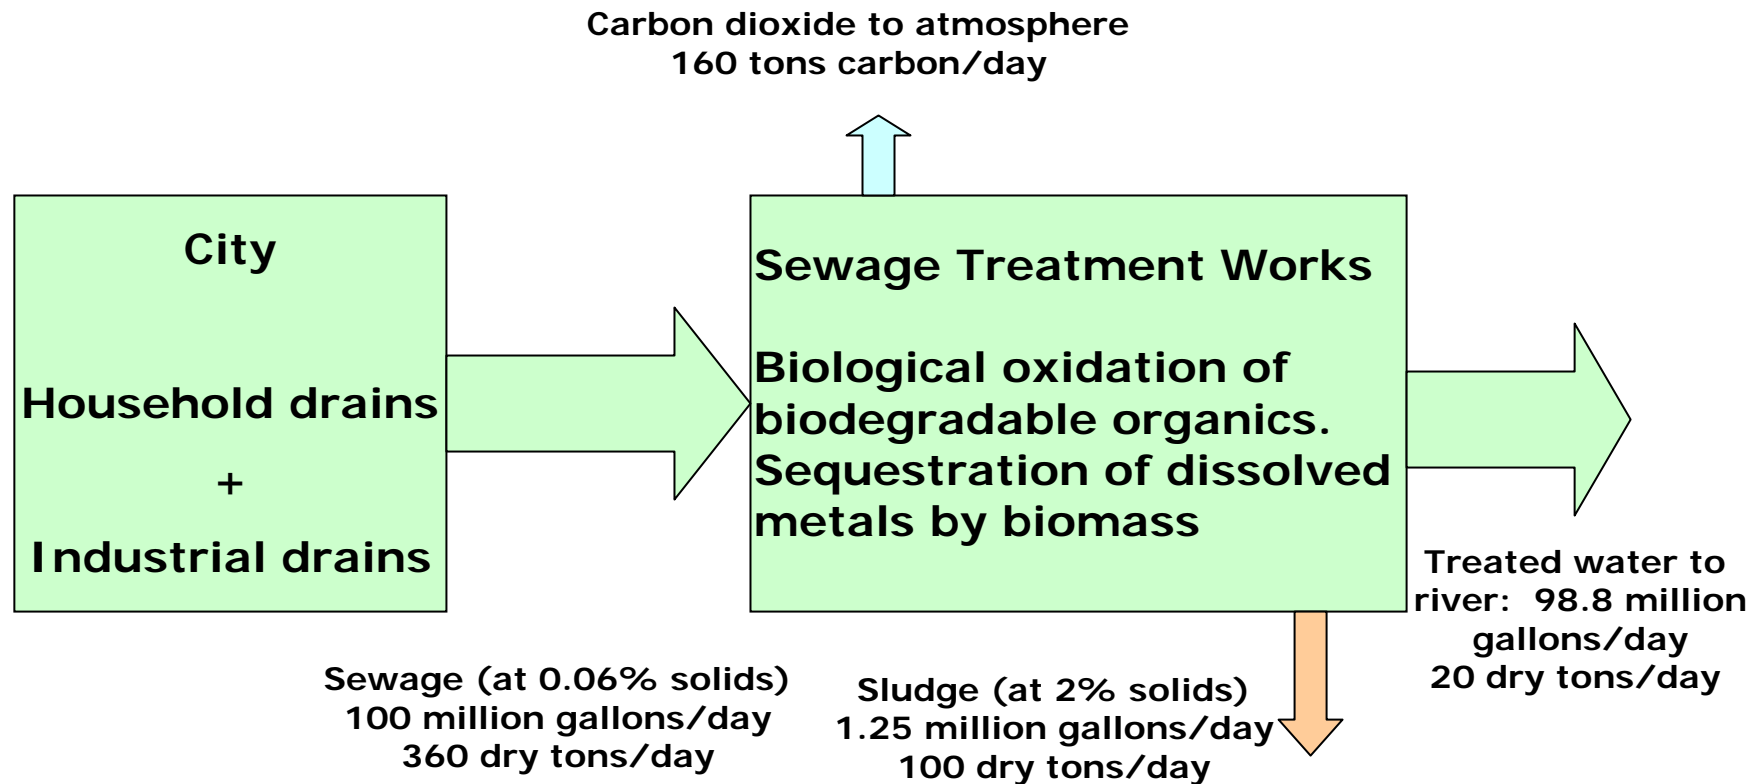 Carbon dioxide to atmosphere
160 tons carbon/day
City
Household drains
+
Industrial drains
Sewage Treatment Works
Biological oxidation of
biodegradable organics.
Sequestration of dissolved
metals by biomass
Treated water to
river: 98.8 million
gallons/day
20 dry tons/day
Sewage (at 0.06% solids)
100 million gallons/day
360 dry tons/day
Sludge (at 2% solids)
1.25 million gallons/day
100 dry tons/day